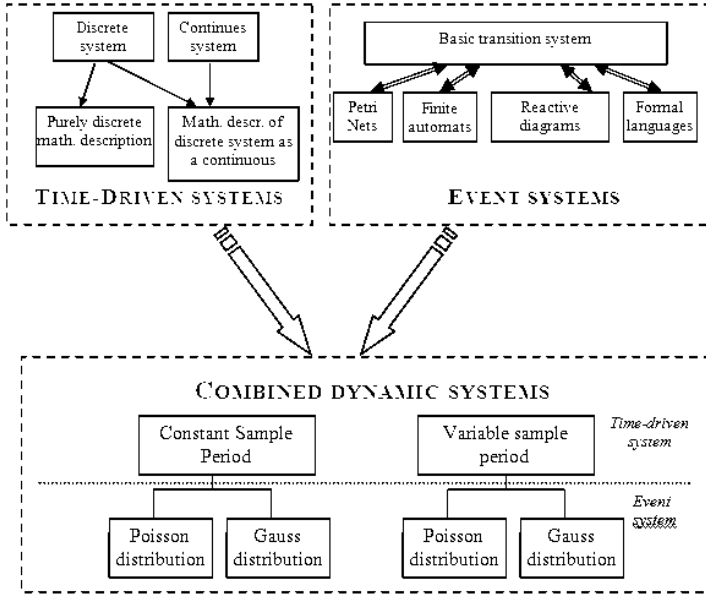 Discrete
system
Continues
system
Purely discrete
math. description
Math. descr. of
discrete system as
a continuous
TIME-DRIVEN SYSTEMS
Basic transition system
Petri
Nets
Finite
automats
Reactive
diagrams
Formal
languages
EVENT SYSTEMS
COMBINED DYNAMIC SYSTEMS
Constant Sample
Period
Variable sample
period
Time-driven
system
Event
system
Poisson
distribution
Gauss
distribution
Poisson
distribution
Gauss
distribution